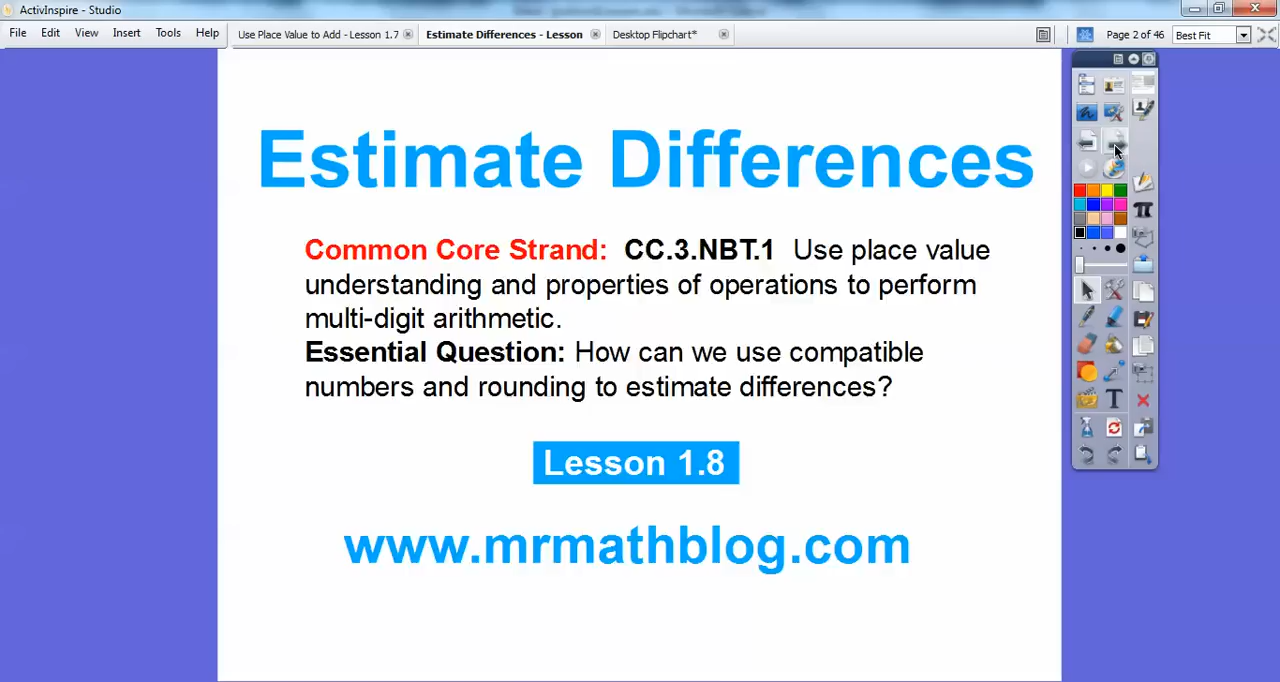 ActivInspire - Studio
File Edit View Insert Tools Help
Use Place Value to Add - Lesson 1.7
Estimate Differences - Lesson
Desktop Flipchart*
Page 2 of 46
Best Fit
Estimate Differences
Common Core Strand: CC.3.NBT.1 Use place value
understanding and properties of operations to perform
multi-digit arithmetic.
Essential Question: How can we use compatible
numbers and rounding to estimate differences?
Lesson 1.8
www.mrmathblog.com